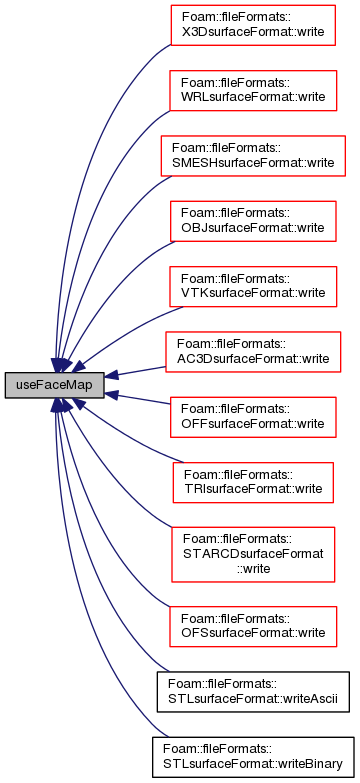 Foam::fileFormats::
X3DsurfaceFormat::write
Foam::fileFormats::
WRLsurfaceFormat::write
Foam::fileFormats::
SMESHsurfaceFormat::write
Foam::fileFormats::
OBJsurfaceFormat::write
Foam::fileFormats::
VTKsurfaceFormat::write
Foam::fileFormats::
AC3DsurfaceFormat::write
useFaceMap
Foam::fileFormats::
OFFsurfaceFormat::write
Foam::fileFormats::
TRIsurfaceFormat::write
Foam::fileFormats::
STARCDsurfaceFormat
::write
Foam::fileFormats::
OFSsurfaceFormat::write
Foam::fileFormats::
STLsurfaceFormat::writeAscii
Foam::fileFormats::
STLsurfaceFormat::writeBinary